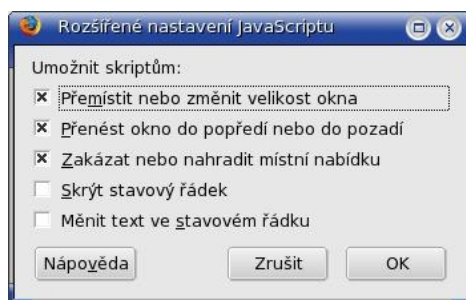 Rozšířené nastavení JavaScriptu
Umožnit skriptům:
Přemístit nebo změnit velikost okna
Přenést okno do popředí nebo do pozadí
Zakázat nebo nahradit místní nabídku
Skrýt stavový řádek
Měnit text ve stavovém řádku
Nápověda Zrušit OK